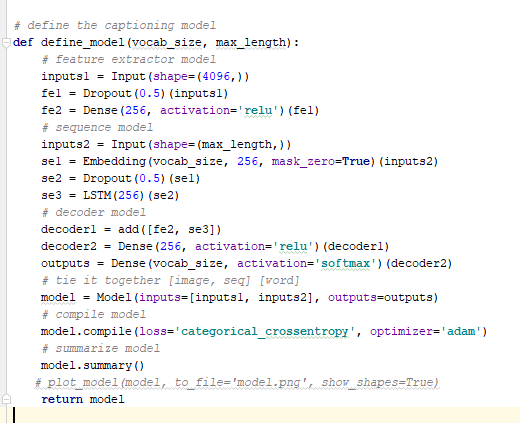 # define the captioning model
def define_model(vocab_size, max_length):
    # feature extractor model
    inputs1 = Input(shape=(4096,))
    fe1 = Dropout(0.5)(inputs1)
    fe2 = Dense(256, activation='relu')(fe1)
    # sequence model
    inputs2 = Input(shape=(max_length,))
    se1 = Embedding(vocab_size, 256, mask_zero=True)(inputs2)
    se2 = Dropout(0.5)(se1)
    se3 = LSTM(256)(se2)
    # decoder model
    decoder1 = add([fe2, se3])
    decoder2 = Dense(256, activation='relu')(decoder1)
    outputs = Dense(vocab_size, activation='softmax')(decoder2)
    # tie it together [image, seq] [word]
    model = Model(inputs=[inputs1, inputs2], outputs=outputs)
    # compile model
    model.compile(loss='categorical_crossentropy', optimizer='adam')
    # summarize model
    model.summary()
   # plot_model(model, to_file='model.png', show_shapes=True)
    return model